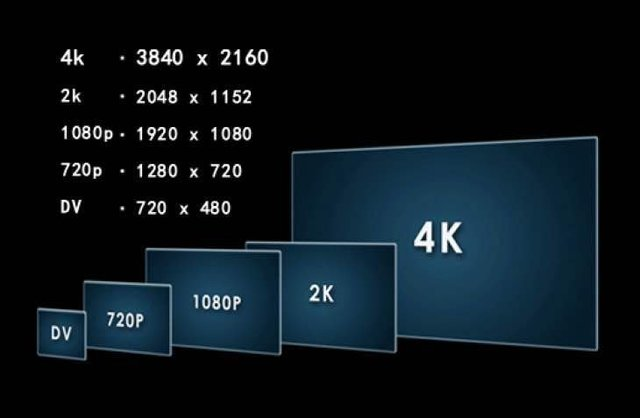 4k · 3840 x 2160
2k · 2048 x 1152
1080p · 1920 x 1080
720p · 1280 x 720
DV · 720 x 480
4K
2K
1080P
720P
DV